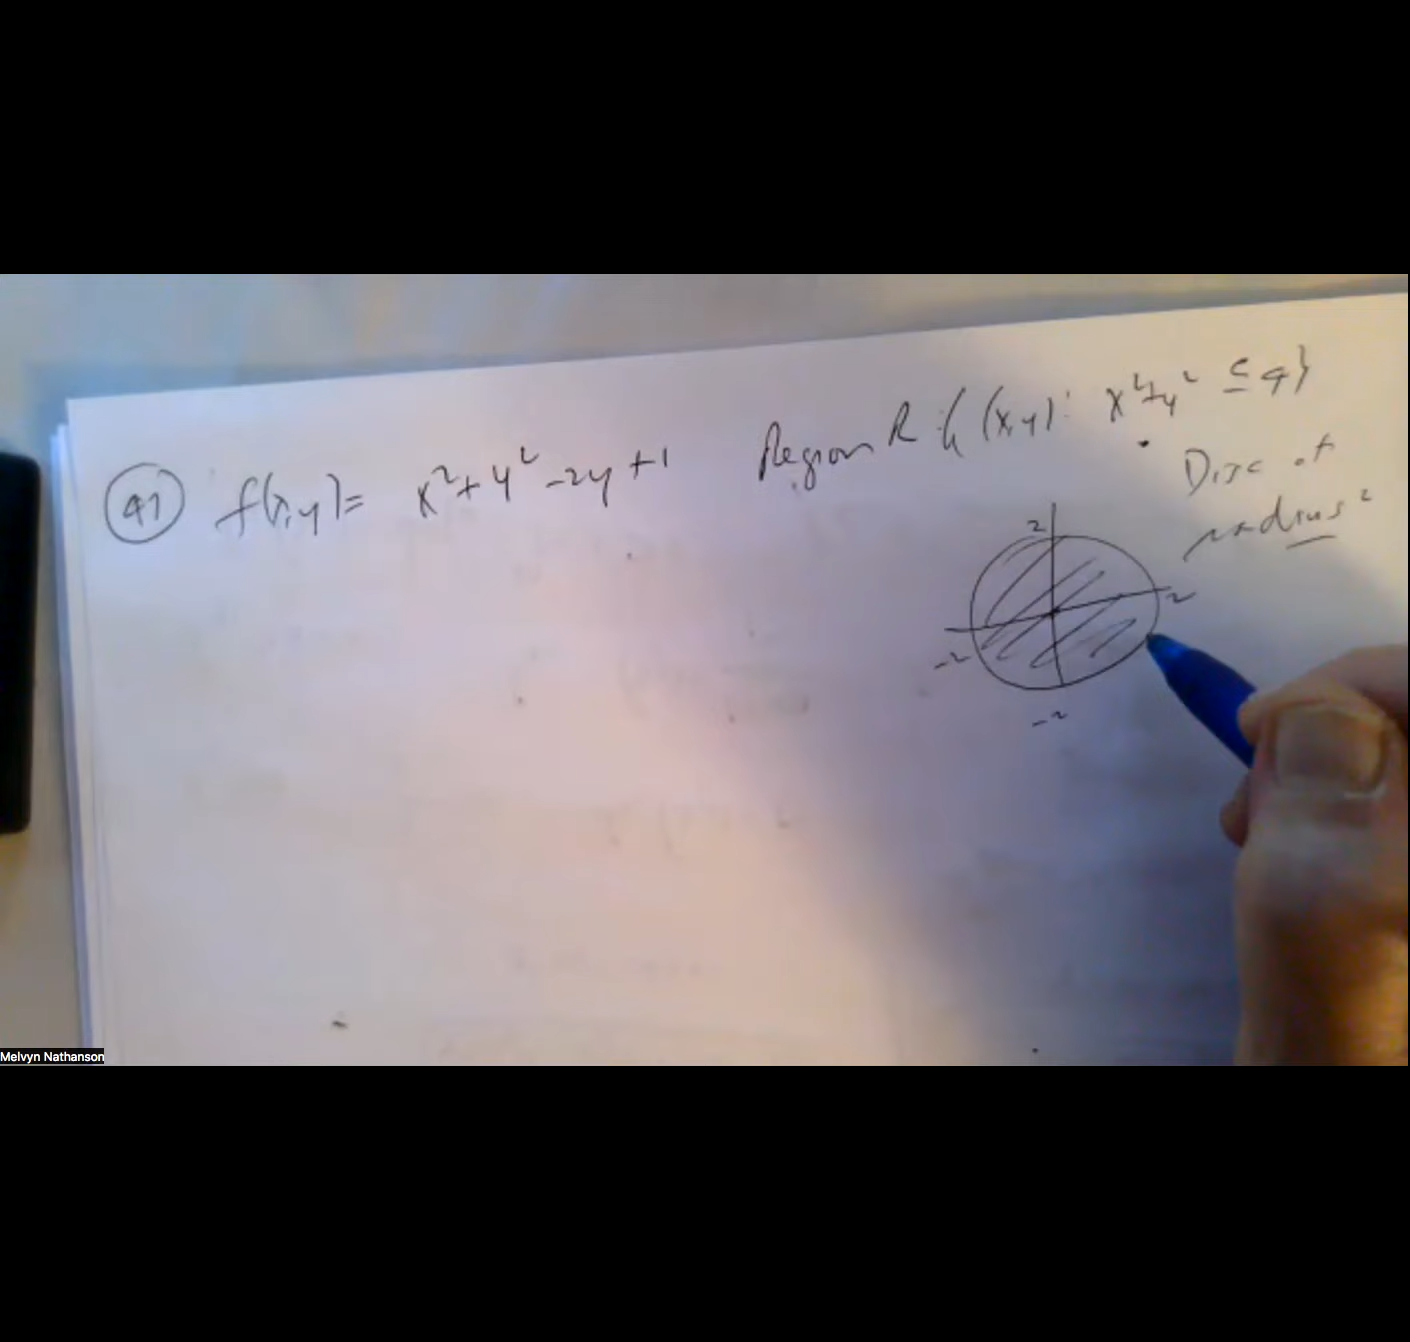 41 f(x,y) = x² + y² - 2y + 1 Region R : { (x,y) : x² + y² ≤ 4 }
Disc of
radius 2
2
2
-2
-2
Melvyn Nathanson